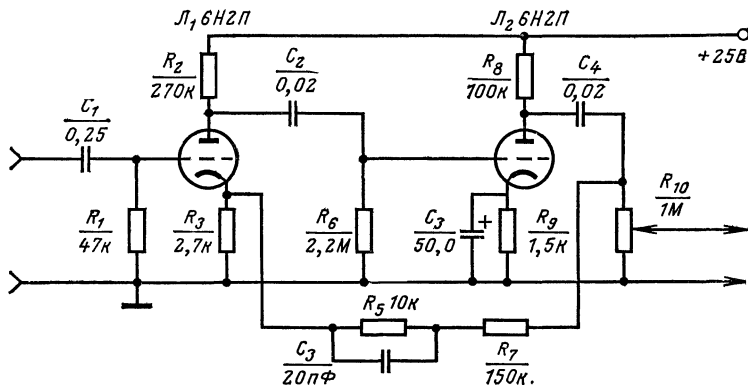 Л₁ 6Н2П
Л₂ 6Н2П
+25В
R₂
270к
C₂
0,02
R₈
100к
C₄
0,02
C₁
0,25
R₁
47к
R₃
2,7к
R₆
2,2М
C₃
50,0
+
R₉
1,5к
R₁₀
1М
R₅ 10к
C₃
20пФ
R₇
150к.